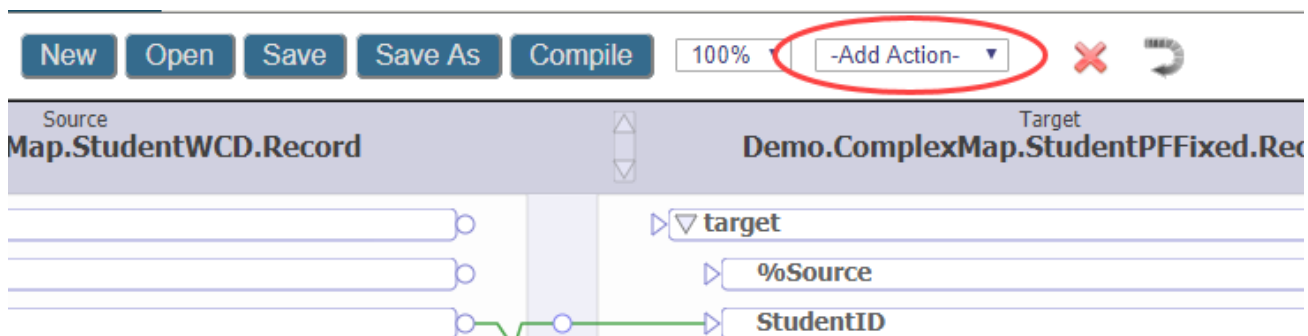 New Open Save Save As Compile 100% -Add Action-
Source
Map.StudentWCD.Record
Target
Demo.ComplexMap.StudentPFFixed.Rec
target
%Source
StudentID